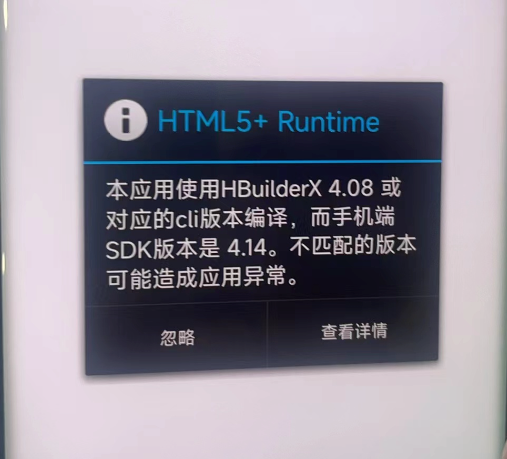 HTML5+ Runtime
本应用使用HBuilderX 4.08 或
对应的cli版本编译，而手机端
SDK版本是 4.14。不匹配的版本
可能造成应用异常。
忽略
查看详情